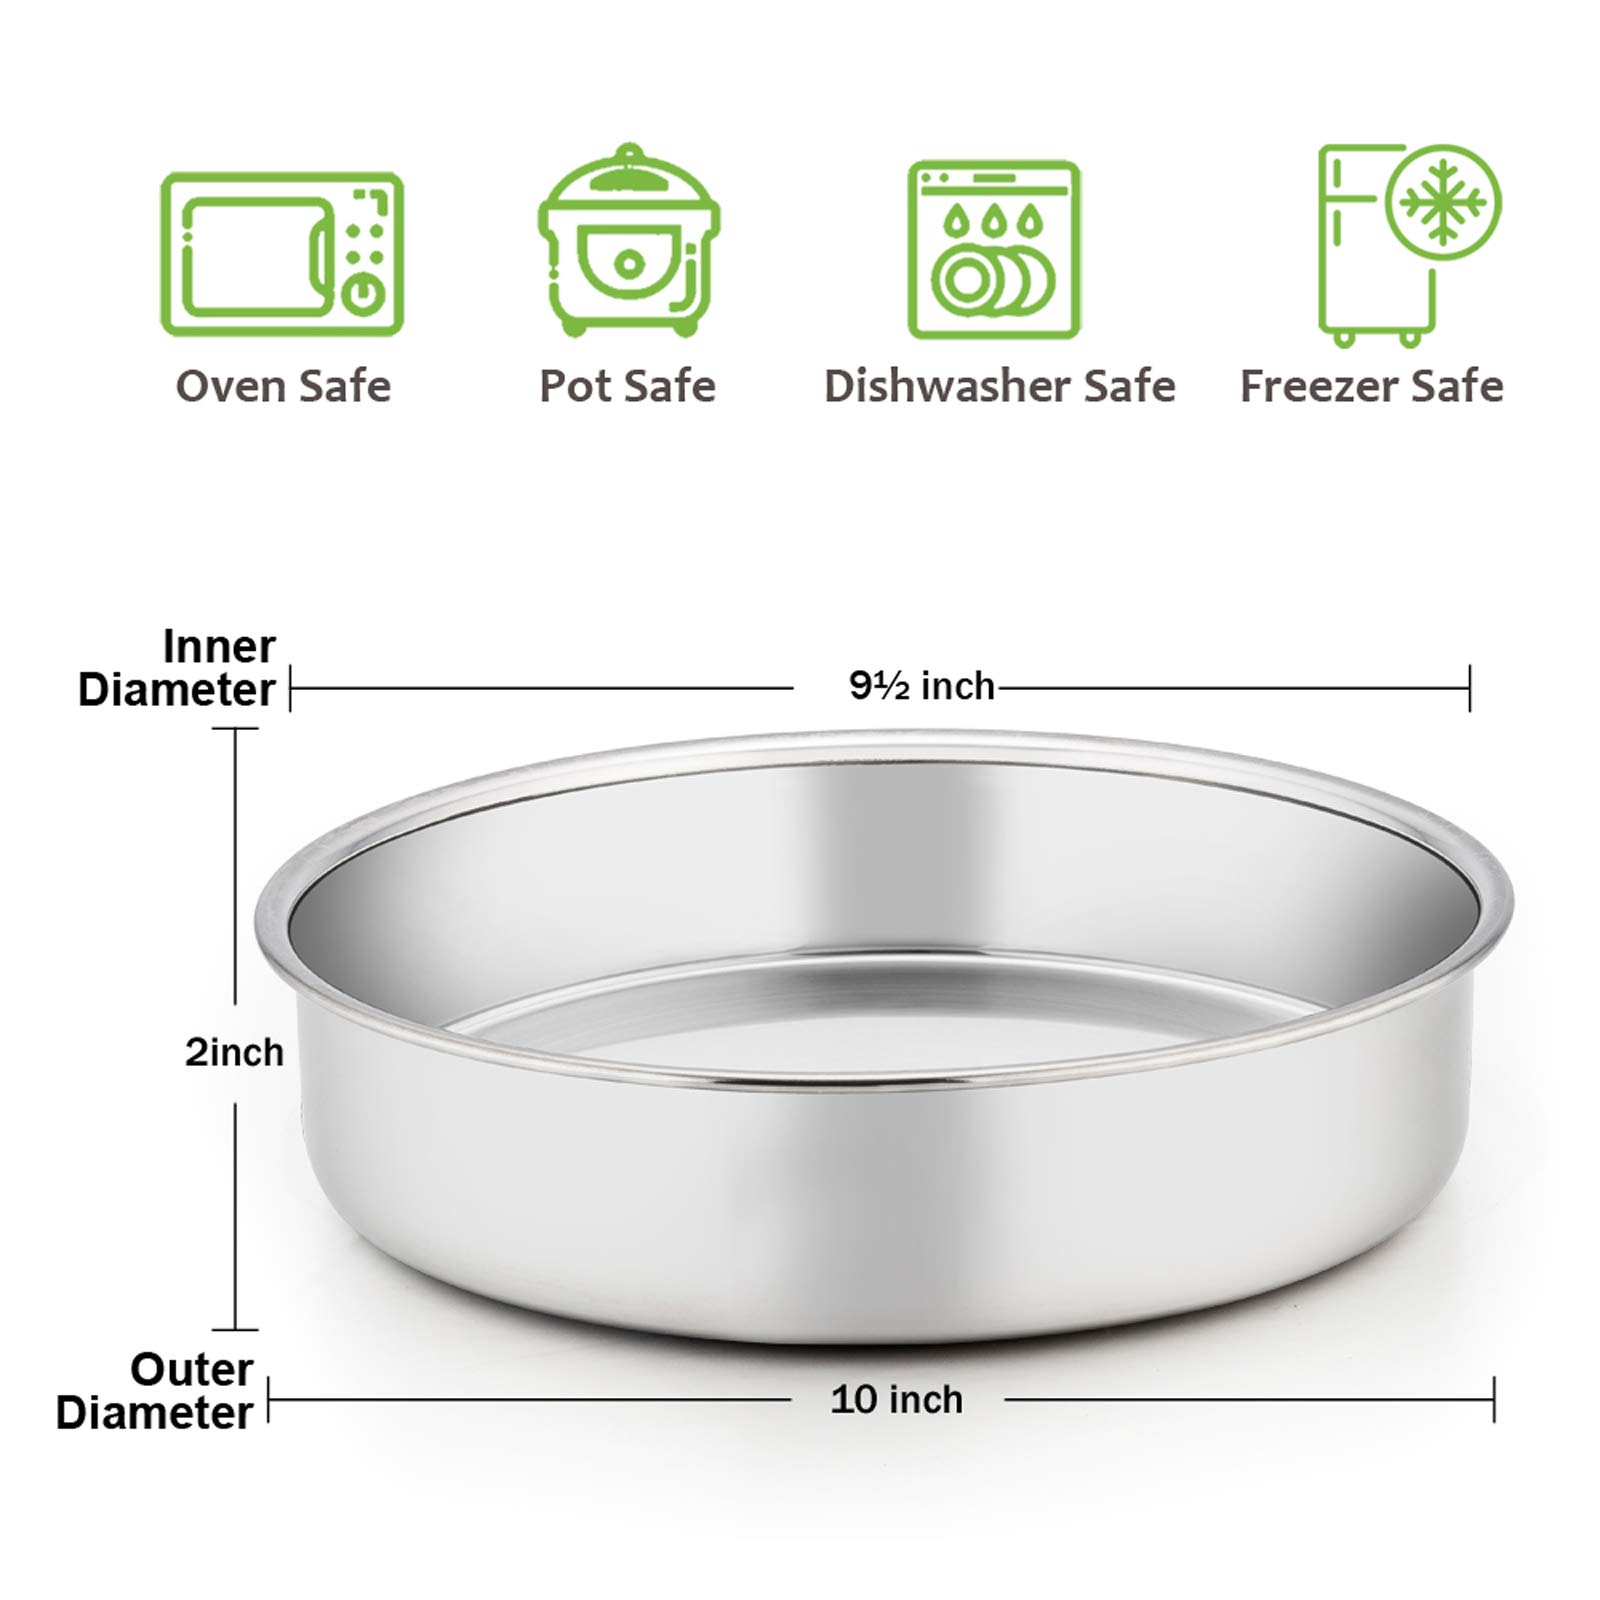 Oven Safe
Pot Safe
Dishwasher Safe
Freezer Safe
Inner
Diameter
9½ inch
2inch
Outer
Diameter
10 inch